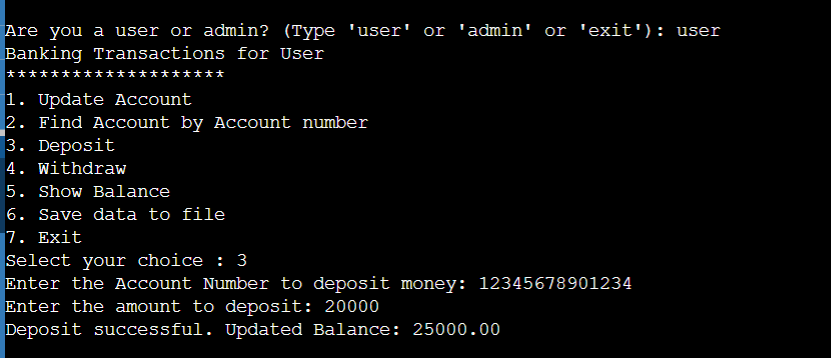 Are you a user or admin? (Type 'user' or 'admin' or 'exit'): user
Banking Transactions for User
********************
1. Update Account
2. Find Account by Account number
3. Deposit
4. Withdraw
5. Show Balance
6. Save data to file
7. Exit
Select your choice : 3
Enter the Account Number to deposit money: 12345678901234
Enter the amount to deposit: 20000
Deposit successful. Updated Balance: 25000.00